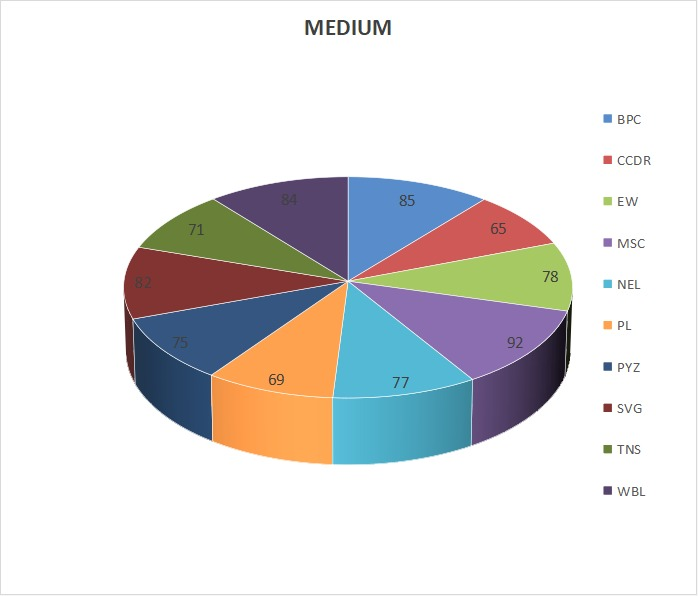 MEDIUM
BPC
CCDR
EW
MSC
NEL
PL
PYZ
SVG
TNS
WBL
85
65
78
92
77
69
75
82
71
84